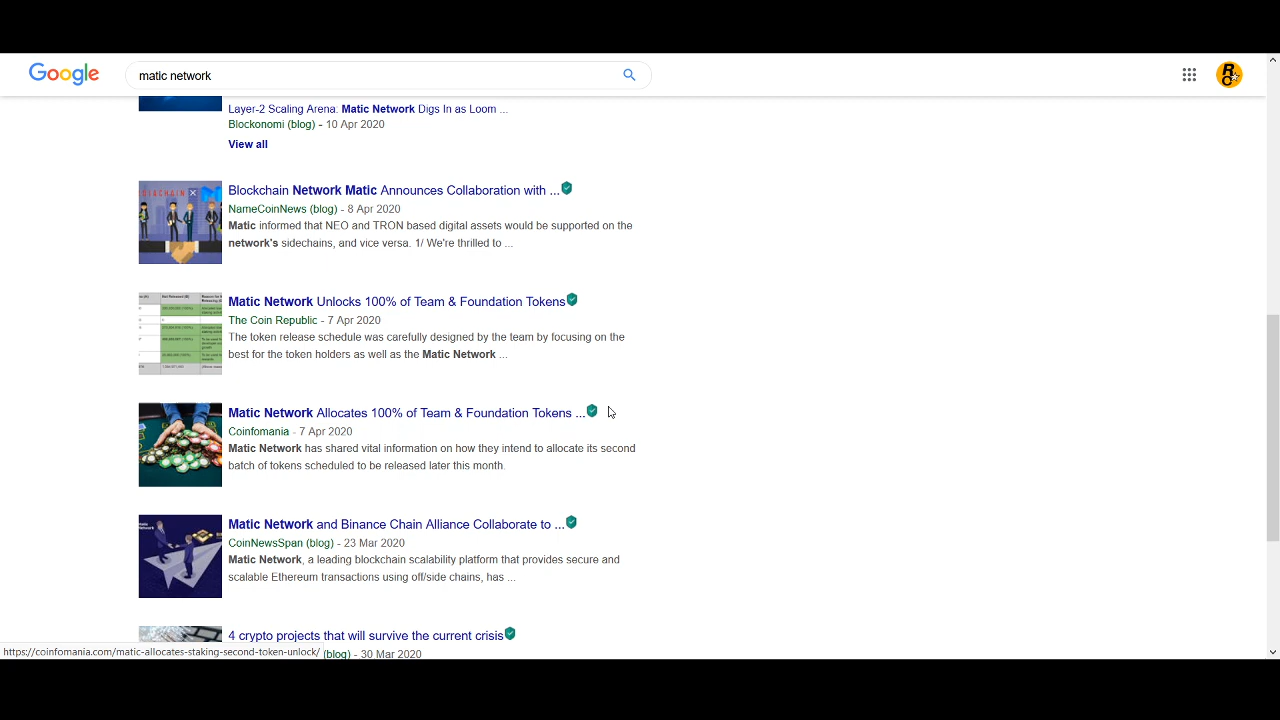 Google
matic network
Layer-2 Scaling Arena: Matic Network Digs In as Loom ...
Blockonomi (blog) - 10 Apr 2020
View all
Blockchain Network Matic Announces Collaboration with ...
NameCoinNews (blog) - 8 Apr 2020
Matic informed that NEO and TRON based digital assets would be supported on the
network's sidechains, and vice versa. 1/ We're thrilled to ...
Matic Network Unlocks 100% of Team & Foundation Tokens
The Coin Republic - 7 Apr 2020
The token release schedule was carefully designed by the team by focusing on the
best for the token holders as well as the Matic Network ...
Matic Network Allocates 100% of Team & Foundation Tokens ...
Coinfomania - 7 Apr 2020
Matic Network has shared vital information on how they intend to allocate its second
batch of tokens scheduled to be released later this month.
Matic Network and Binance Chain Alliance Collaborate to ...
CoinNewsSpan (blog) - 23 Mar 2020
Matic Network, a leading blockchain scalability platform that provides secure and
scalable Ethereum transactions using off/side chains, has ...
4 crypto projects that will survive the current crisis
(blog) - 30 Mar 2020
https://coinfomania.com/matic-allocates-staking-second-token-unlock/